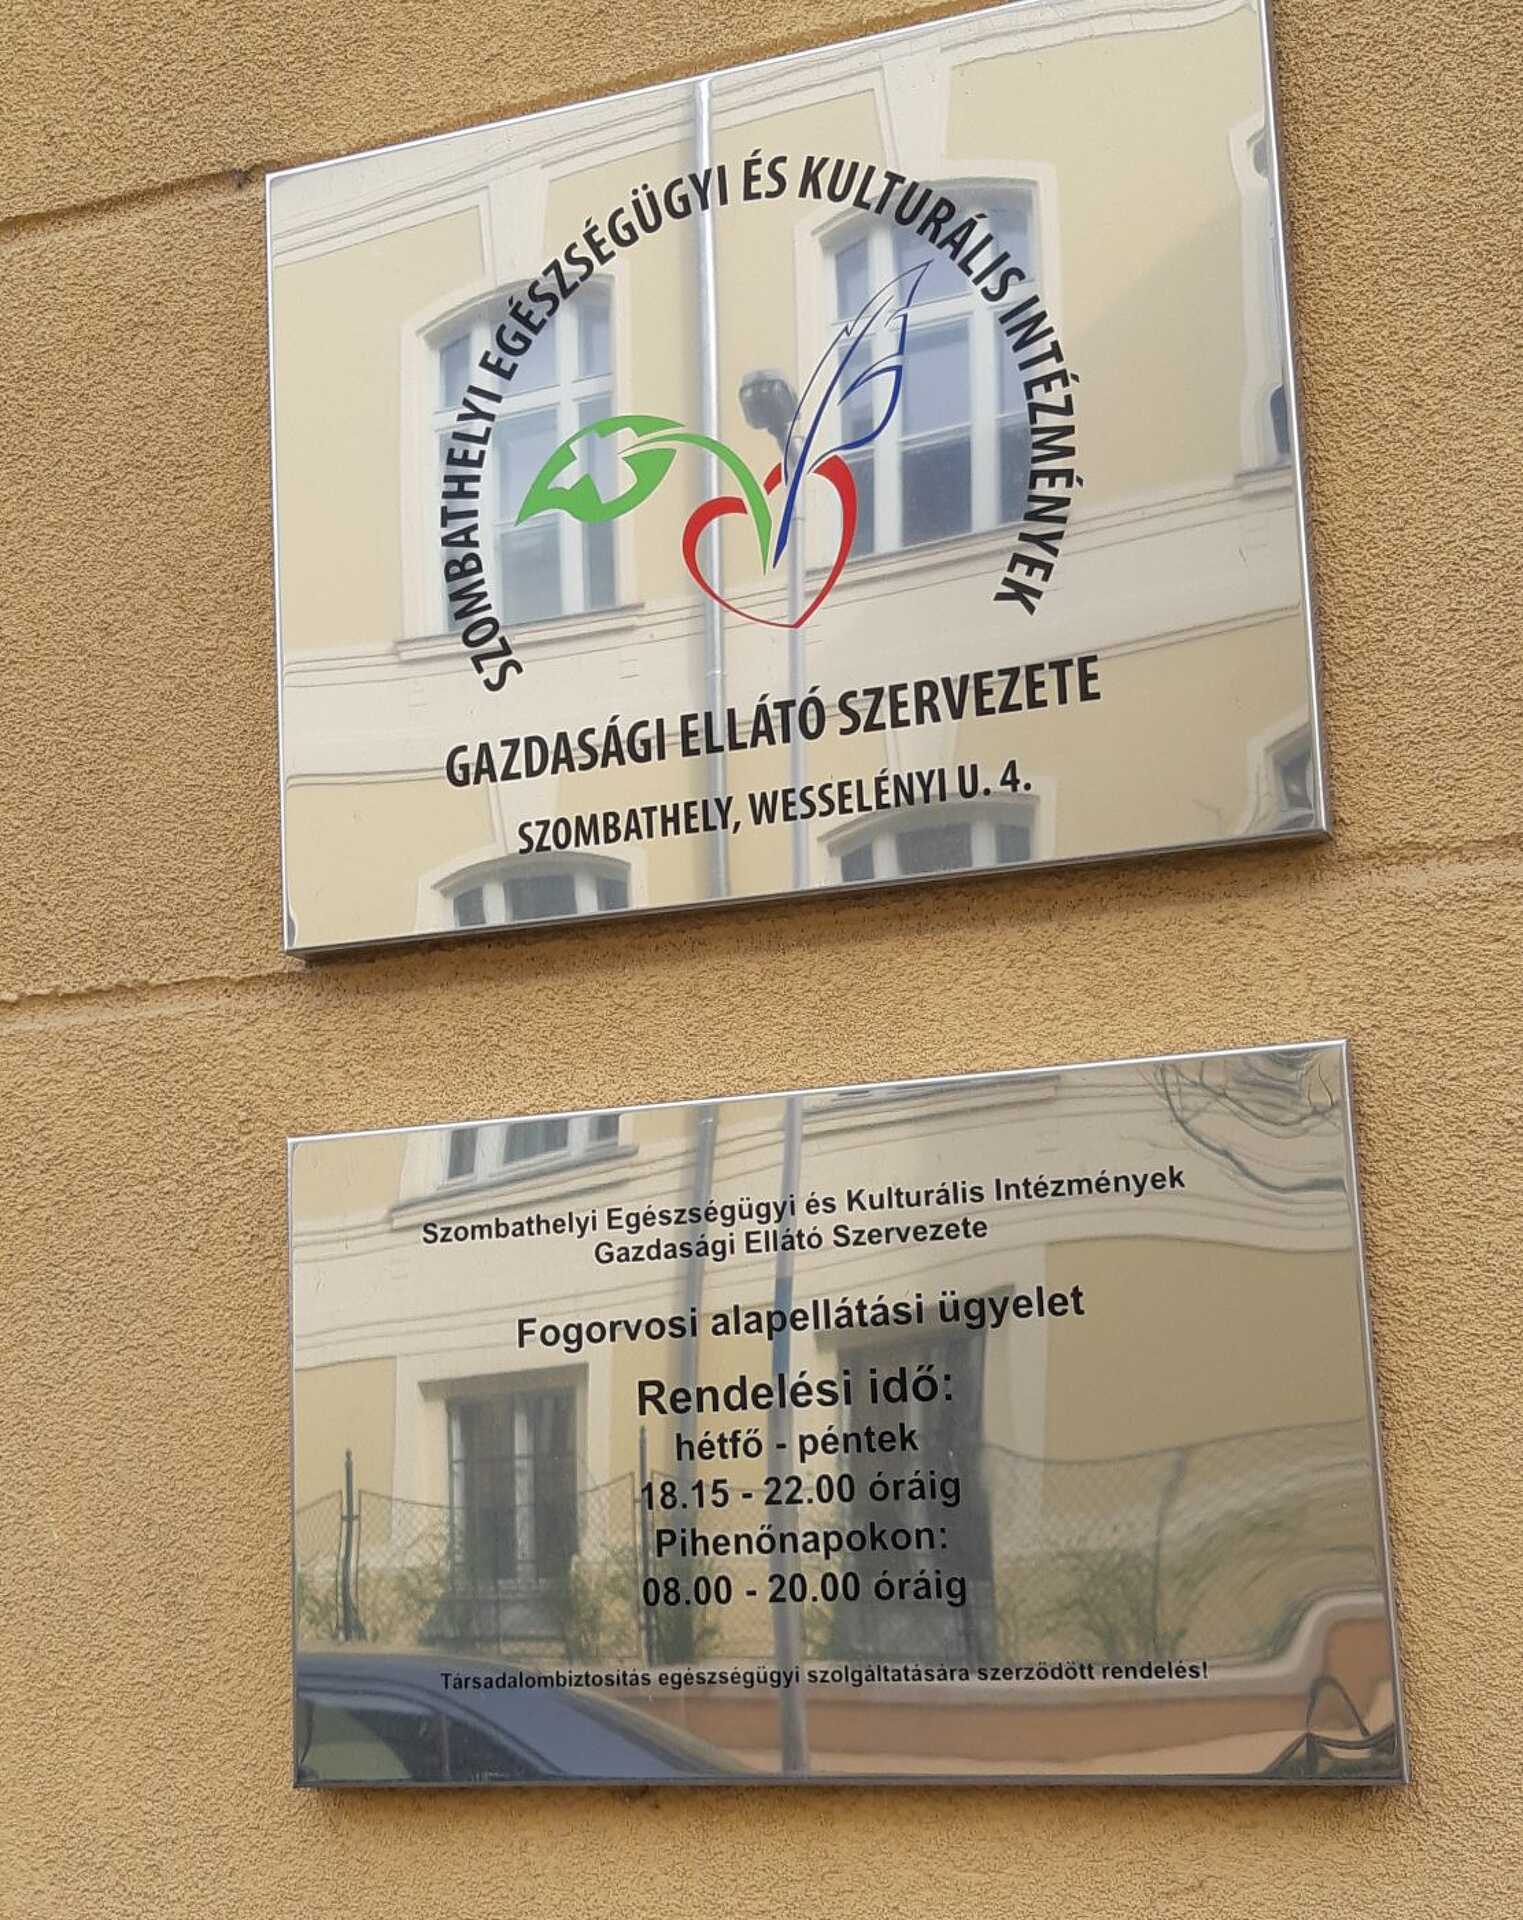 SZOMBATHELYI EGÉSZSÉGÜGYI ÉS KULTURÁLIS INTÉZMÉNYEK
GAZDASÁGI ELLÁTÓ SZERVEZETE
SZOMBATHELY, WESSELÉNYI U. 4.
Szombathelyi Egészségügyi és Kulturális Intézmények
Gazdasági Ellátó Szervezete
Fogorvosi alapellátási ügyelet
Rendelési idő:
hétfő - péntek
18.15 - 22.00 óráig
Pihenőnapokon:
08.00 - 20.00 óráig
Társadalombiztosítás egészségügyi szolgáltatására szerződött rendelés!